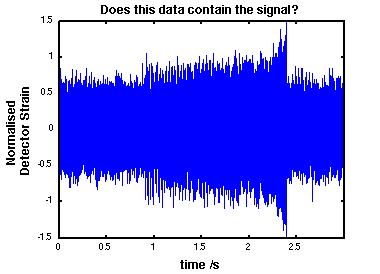 Does this data contain the signal?
1.5
1
0.5
0
-0.5
-1
-1.5
Normalised
Detector Strain
0 0.5 1 1.5 2 2.5
time /s